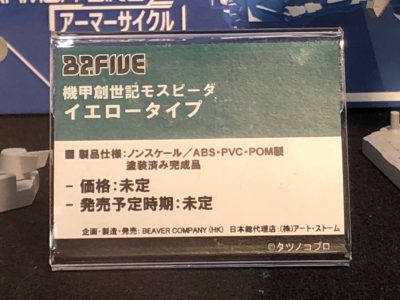 アーマーサイクル
B2FIVE
機甲創世記モスピーダ
イエロータイプ
■ 製品仕様：ノンスケール／ABS・PVC・POM製
塗装済み完成品
- 価格：未定
- 発売予定時期：未定
企画・製造・発売：BEAVER COMPANY (HK) 日本総代理店：(株)アート・ストーム
©タツノコプロ